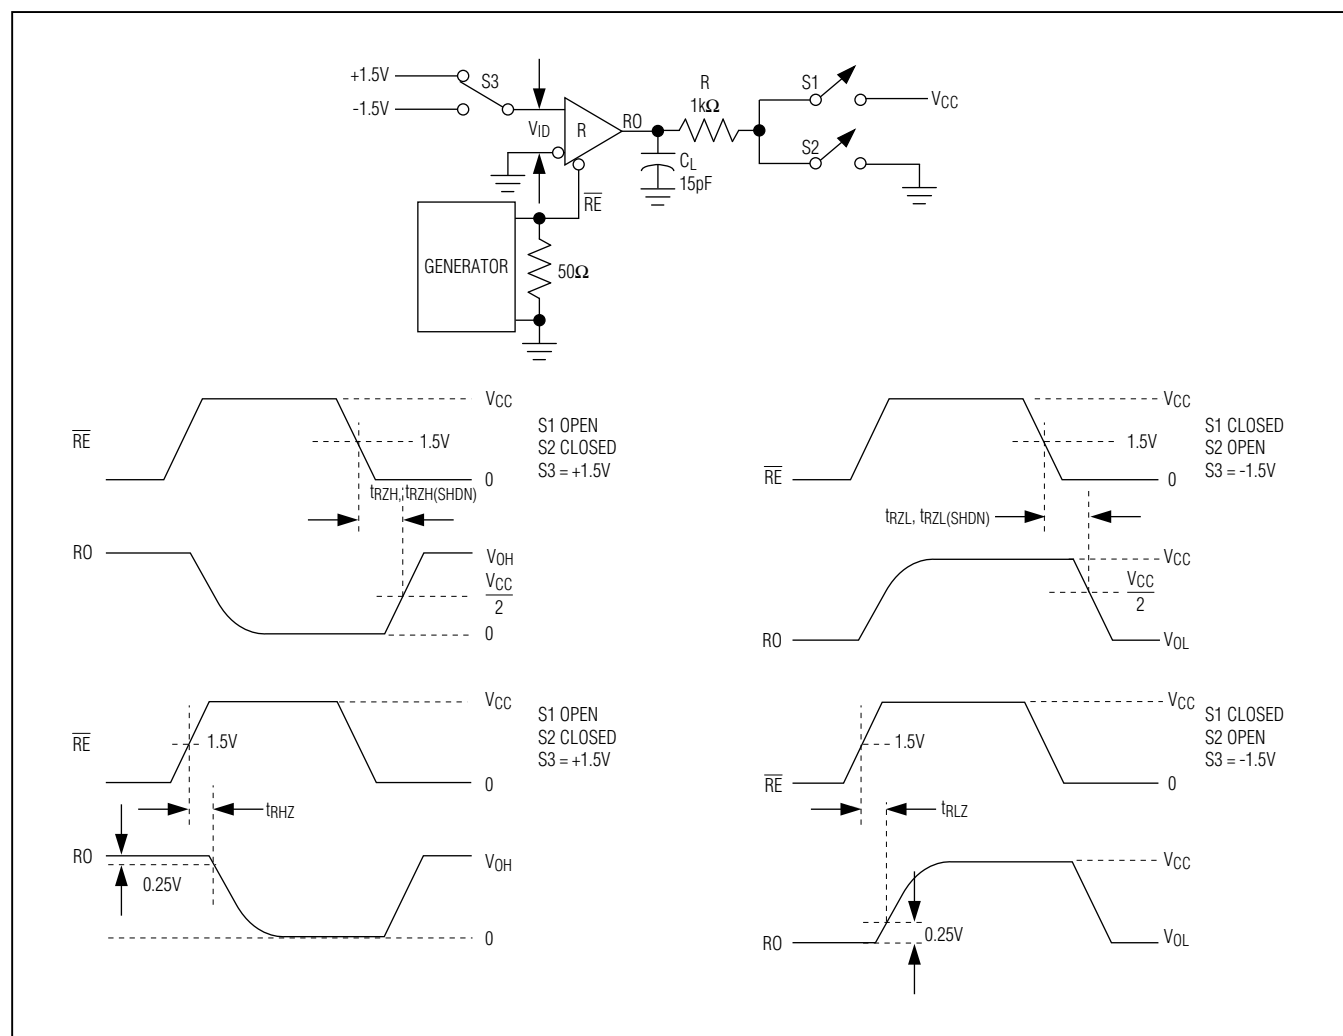 +1.5V
-1.5V
S3
VID
R
RO
RE
R
1kΩ
CL
15pF
S1
S2
VCC
GENERATOR
50Ω
RE
VCC
1.5V
0
S1 OPEN
S2 CLOSED
S3 = +1.5V
tRZH, tRZH(SHDN)
RO
VOH
VCC
2
0
RE
VCC
1.5V
0
S1 CLOSED
S2 OPEN
S3 = -1.5V
tRZL, tRZL(SHDN)
RO
VCC
VCC
2
VOL
RE
VCC
1.5V
0
S1 OPEN
S2 CLOSED
S3 = +1.5V
tRHZ
RO
0.25V
VOH
0
RE
VCC
1.5V
0
S1 CLOSED
S2 OPEN
S3 = -1.5V
tRLZ
RO
VCC
0.25V
VOL